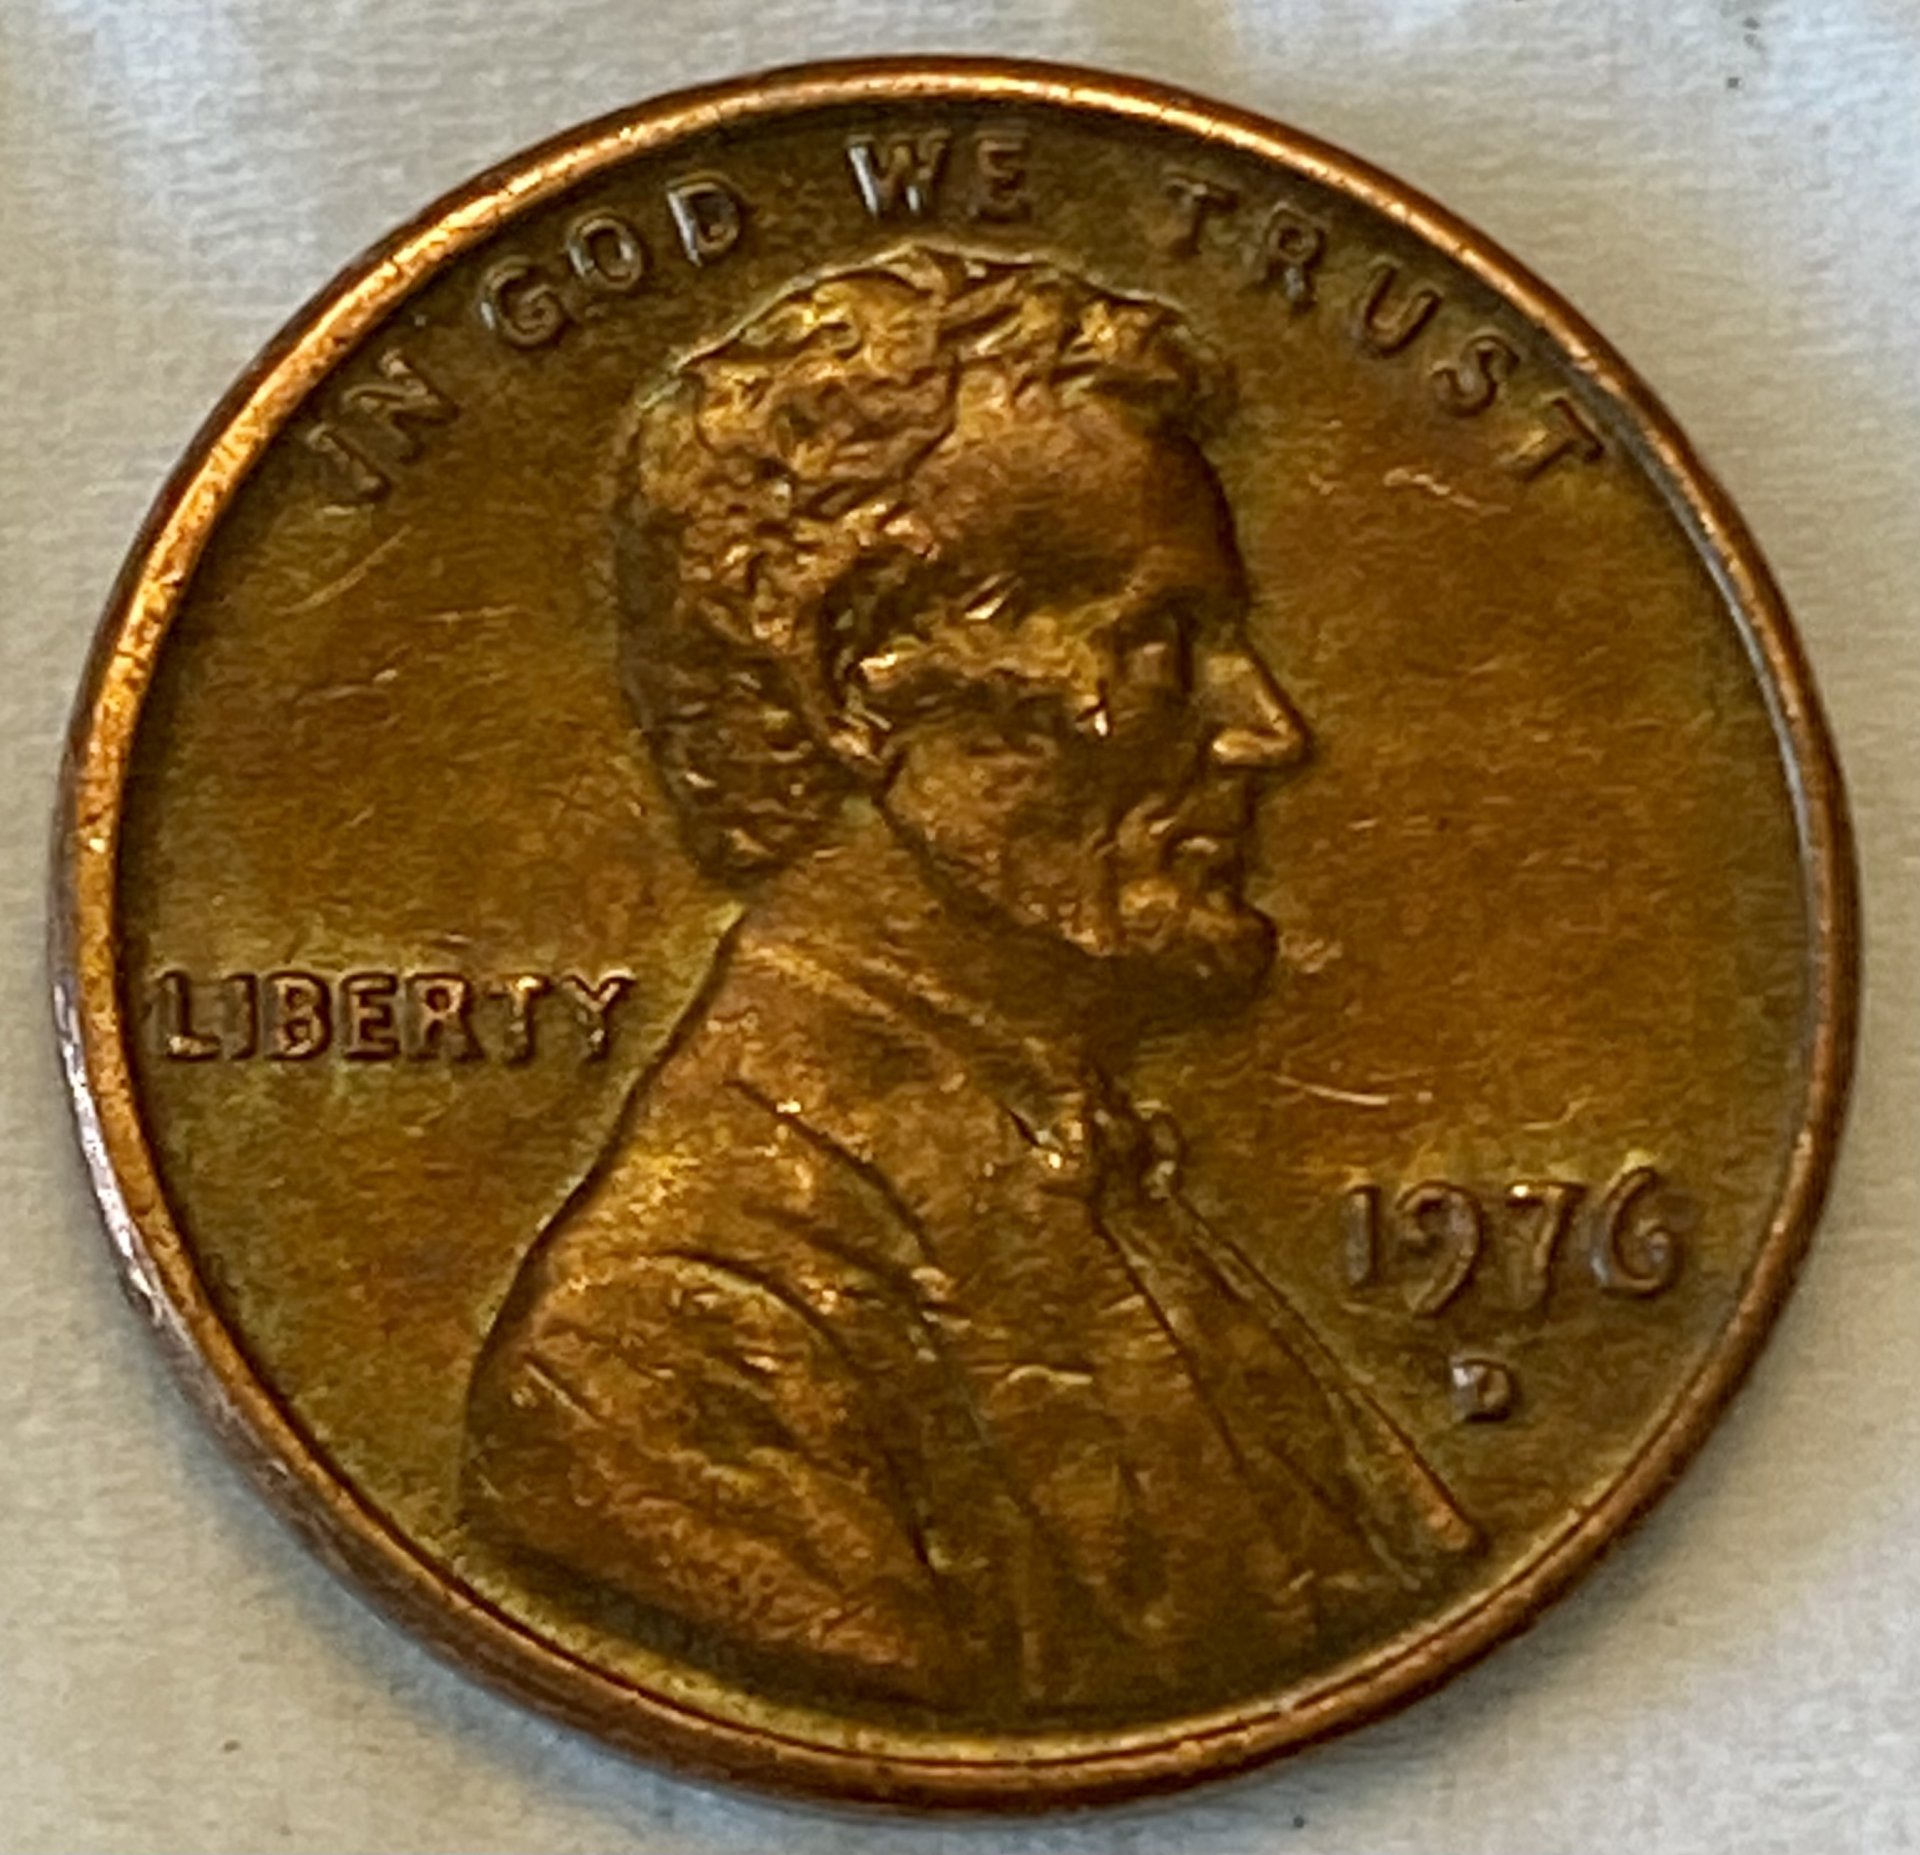 IN GOD WE TRUST
LIBERTY
1976
D